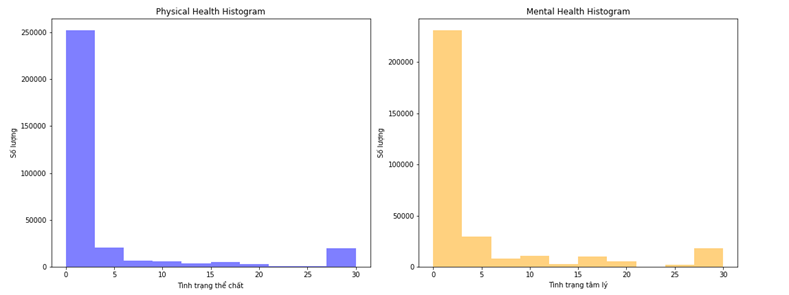 Physical Health Histogram
Số lượng
250000
200000
150000
100000
50000
0
0 5 10 15 20 25 30
Tình trạng thể chất
Mental Health Histogram
Số lượng
200000
150000
100000
50000
0
0 5 10 15 20 25 30
Tình trạng tâm lý